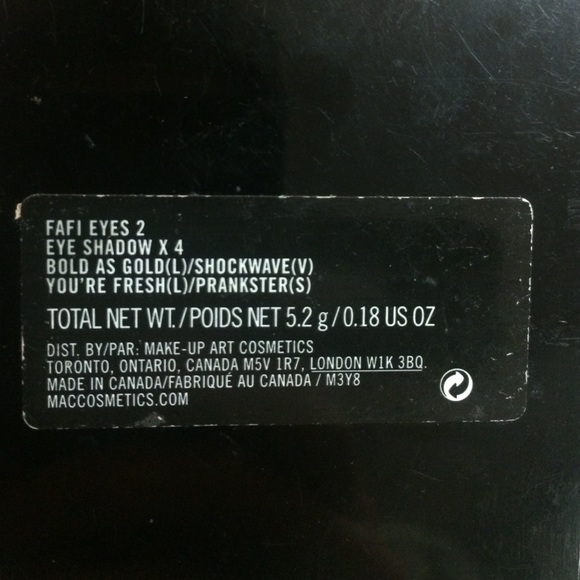 FAFI EYES 2
EYE SHADOW X 4
BOLD AS GOLD(L)/SHOCKWAVE(V)
YOU'RE FRESH(L)/PRANKSTER(S)
TOTAL NET WT./POIDS NET 5.2 g/0.18 US OZ
DIST. BY/PAR: MAKE-UP ART COSMETICS
TORONTO, ONTARIO, CANADA M5V 1R7, LONDON W1K 3BQ.
MADE IN CANADA/FABRIQUÉ AU CANADA / M3Y8
MACCOSMETICS.COM